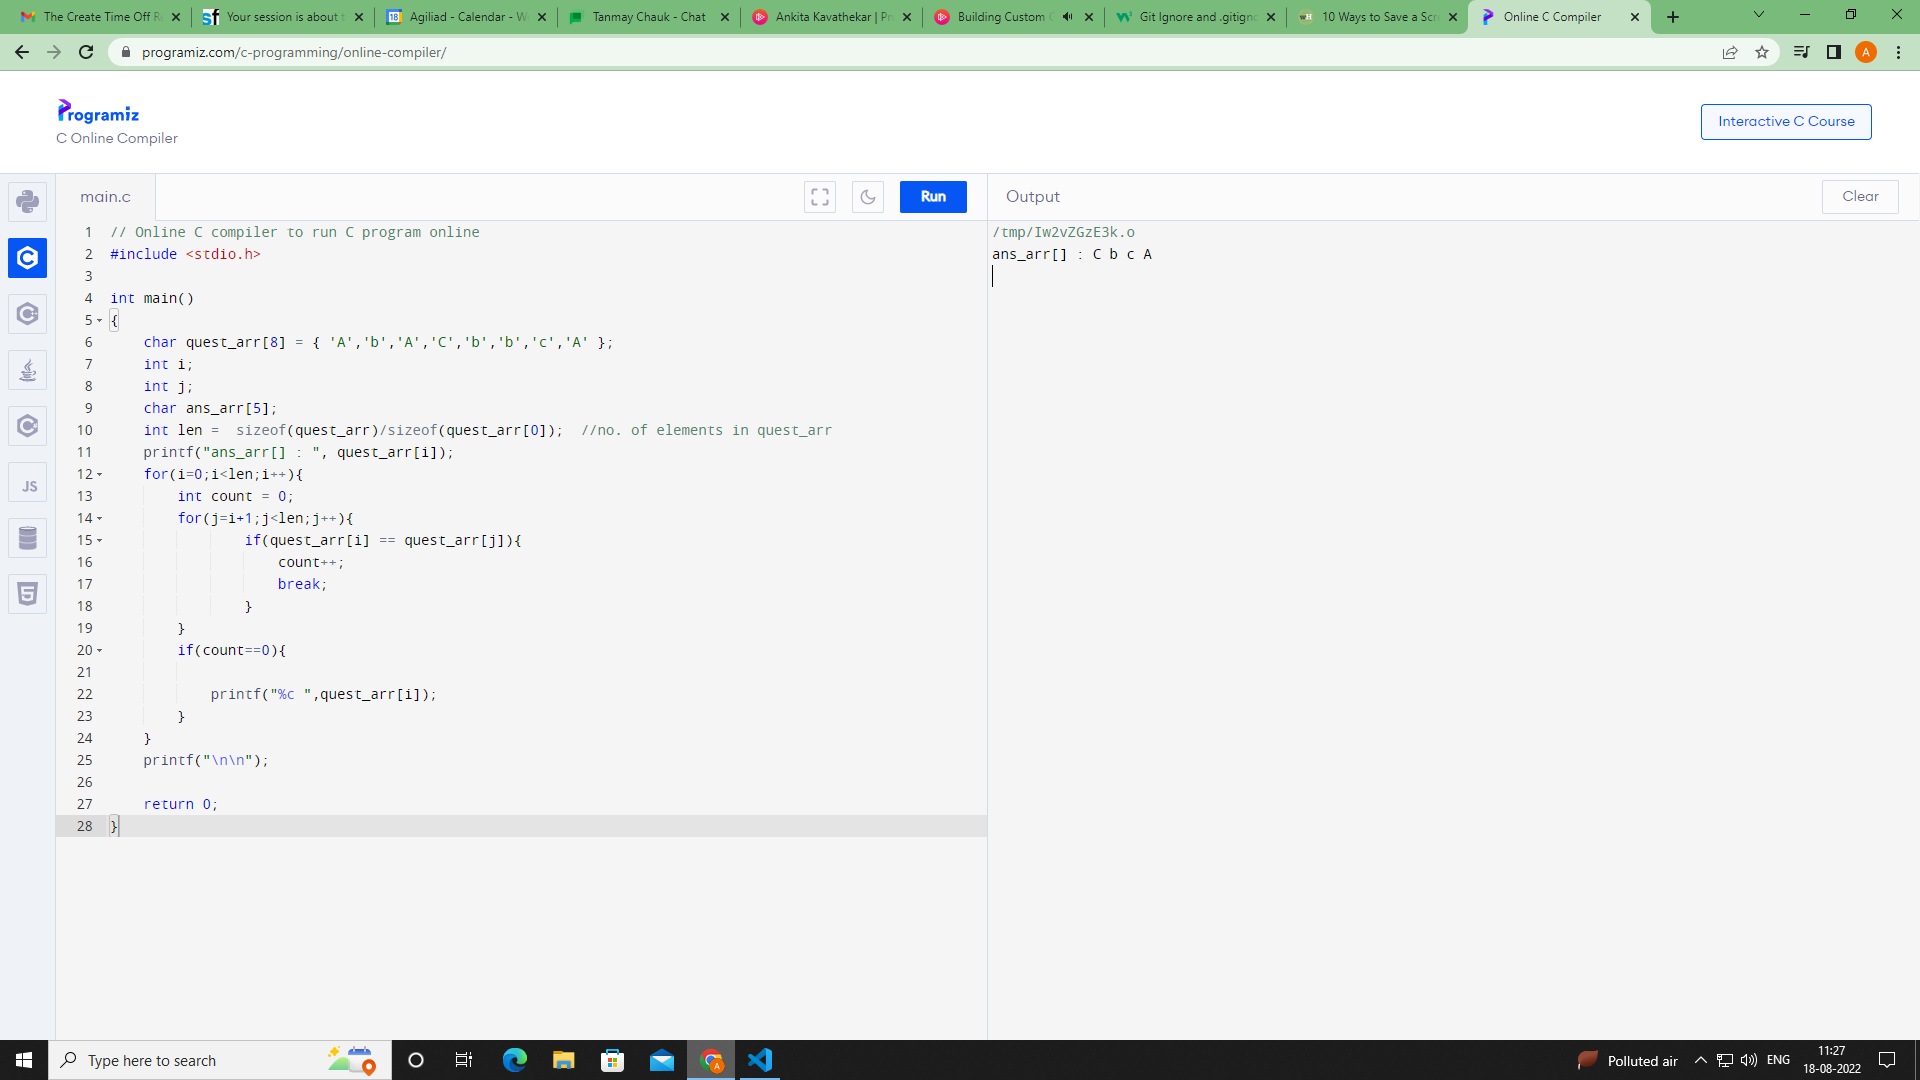 The Create Time Off R
Your session is about t
Agiliad - Calendar - W
Tanmay Chauk - Chat
Ankita Kavathekar | Pr
Building Custom
Git Ignore and .gitign
10 Ways to Save a Scr
Online C Compiler
programiz.com/c-programming/online-compiler/
A
Programiz
C Online Compiler
Interactive C Course
main.c
Run
Output
Clear
1 // Online C compiler to run C program online
2 #include <stdio.h>
3
4 int main()
5 {
6 char quest_arr[8] = { 'A','b','A','C','b','b','c','A' };
7 int i;
8 int j;
9 char ans_arr[5];
10 int len =  sizeof(quest_arr)/sizeof(quest_arr[0]);  //no. of elements in quest_arr
11 printf("ans_arr[] : ", quest_arr[i]);
12 for(i=0;i<len;i++){
13 int count = 0;
14 for(j=i+1;j<len;j++){
15 if(quest_arr[i] == quest_arr[j]){
16 count++;
17 break;
18 }
19 }
20 if(count==0){
21
22 printf("%c ",quest_arr[i]);
23 }
24 }
25 printf("\n\n");
26
27 return 0;
28 }
/tmp/Iw2vZGzE3k.o
ans_arr[] : C b c A
JS
Type here to search
Polluted air
ENG
11:27
18-08-2022